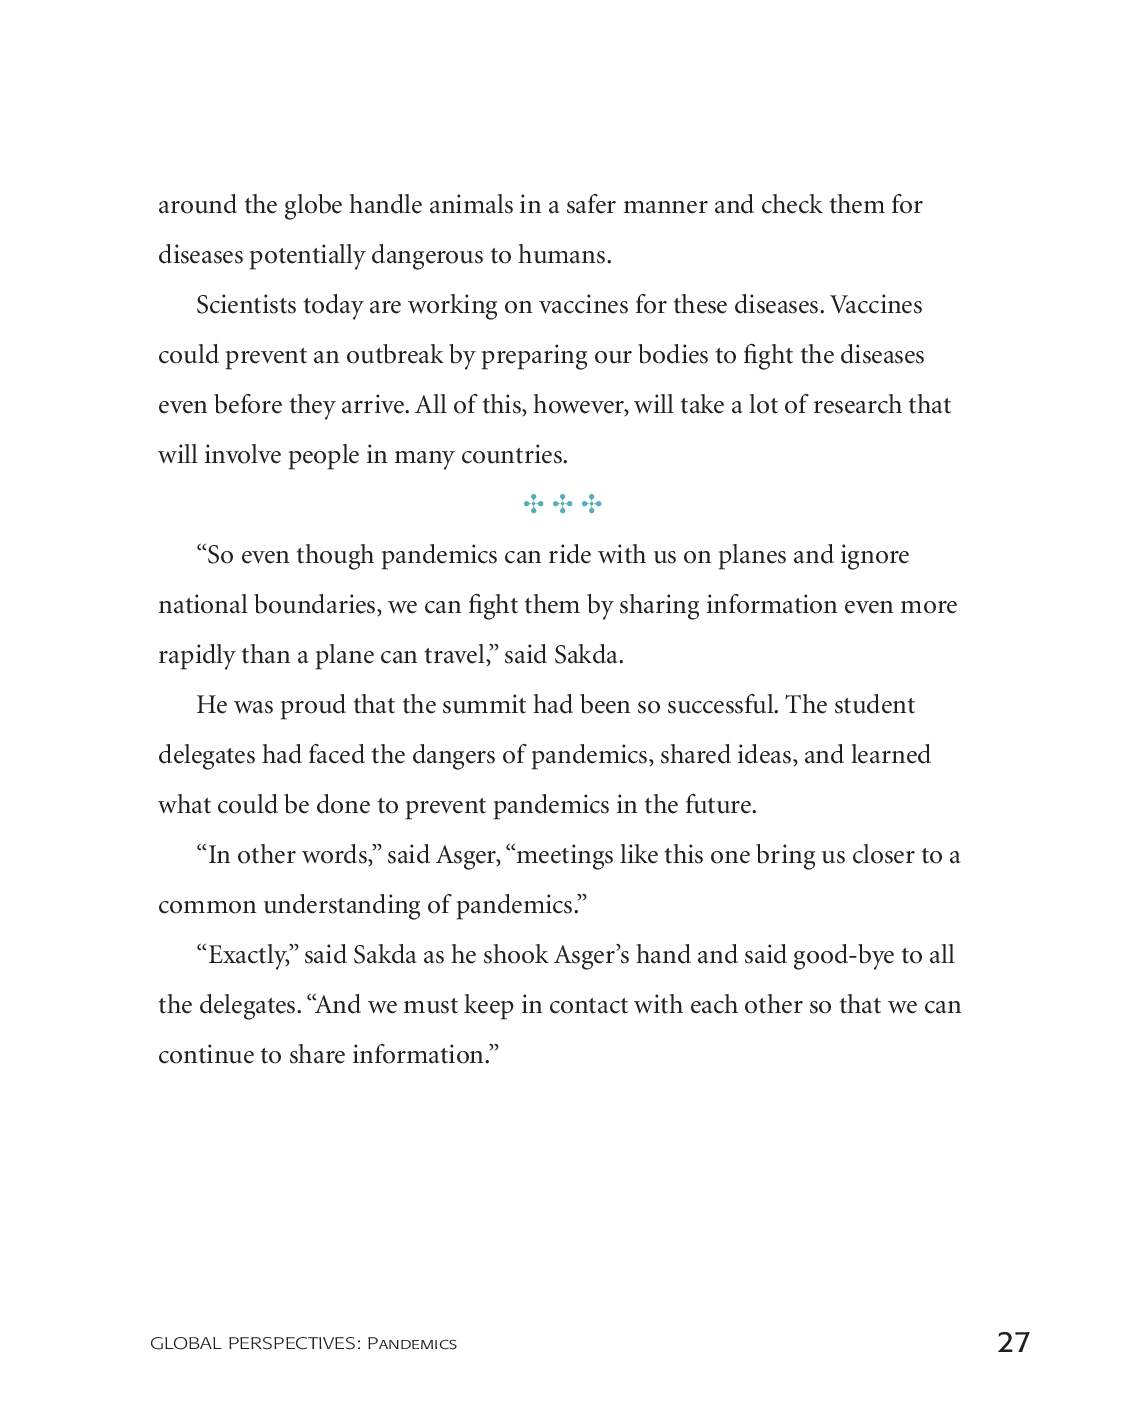 around the globe handle animals in a safer manner and check them for
diseases potentially dangerous to humans.
Scientists today are working on vaccines for these diseases. Vaccines
could prevent an outbreak by preparing our bodies to fight the diseases
even before they arrive. All of this, however, will take a lot of research that
will involve people in many countries.
“So even though pandemics can ride with us on planes and ignore
national boundaries, we can fight them by sharing information even more
rapidly than a plane can travel,” said Sakda.
He was proud that the summit had been so successful. The student
delegates had faced the dangers of pandemics, shared ideas, and learned
what could be done to prevent pandemics in the future.
“In other words,” said Asger, “meetings like this one bring us closer to a
common understanding of pandemics.”
“Exactly,” said Sakda as he shook Asger’s hand and said good-bye to all
the delegates. “And we must keep in contact with each other so that we can
continue to share information.”
GLOBAL PERSPECTIVES: Pandemics 27